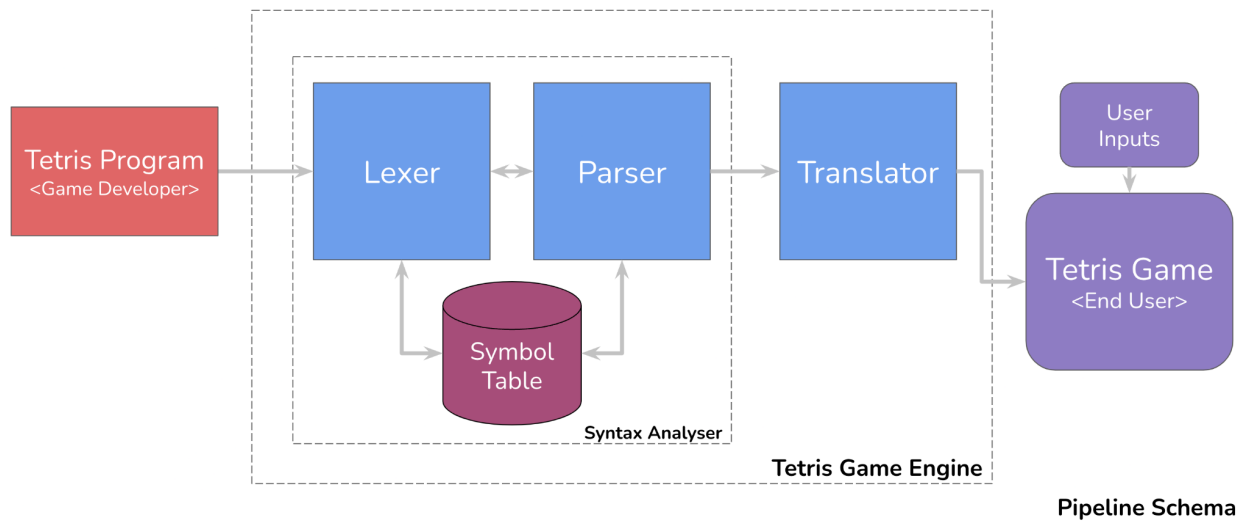 Tetris Program
<Game Developer>
Lexer
Parser
Translator
User
Inputs
Tetris Game
<End User>
Symbol
Table
Syntax Analyser
Tetris Game Engine
Pipeline Schema